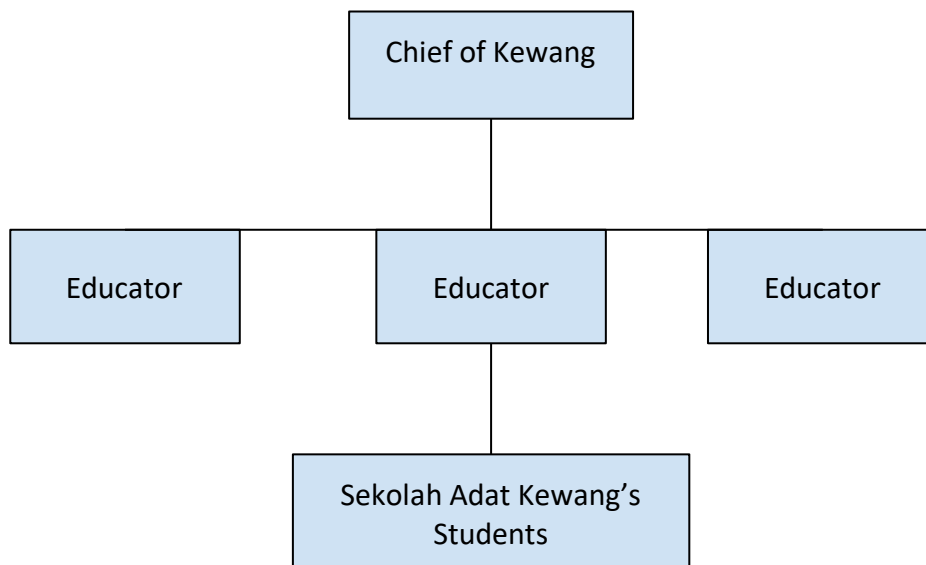 Chief of Kewang
Educator
Educator
Educator
Sekolah Adat Kewang’s
Students